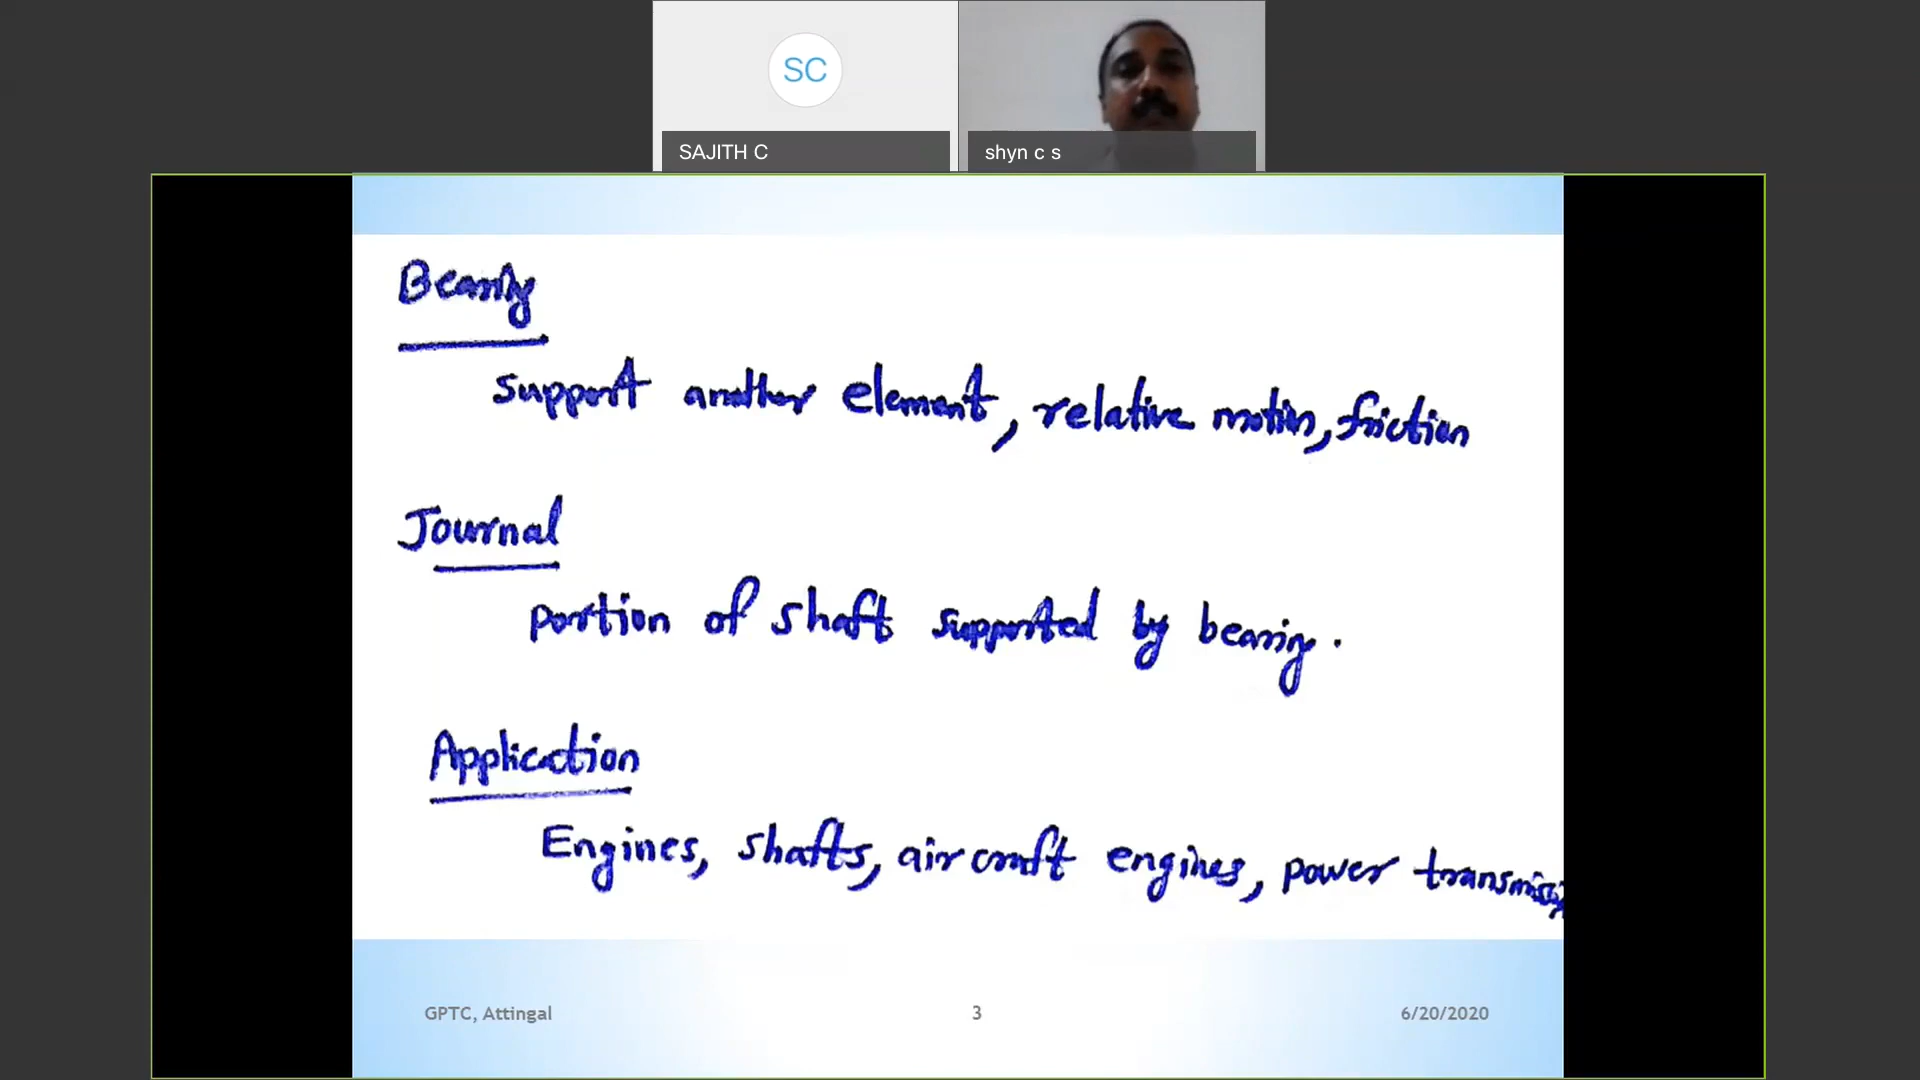 SC
SAJITH C
shyn c s
Bearing
support another element, relative motion, friction
Journal
portion of shaft supported by bearing.
Application
Engines, shafts, aircraft engines, power transmission
GPTC, Attingal
3
6/20/2020